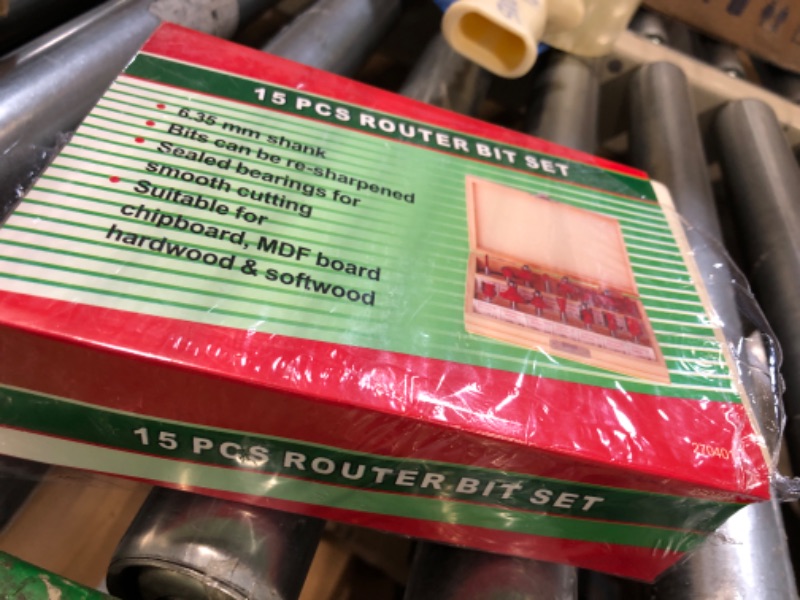 15 PCS ROUTER BIT SET
6.35 mm shank
Bits can be re-sharpened
Sealed bearings for
smooth cutting
Suitable for
chipboard, MDF board
hardwood & softwood
15 PCS ROUTER BIT SET